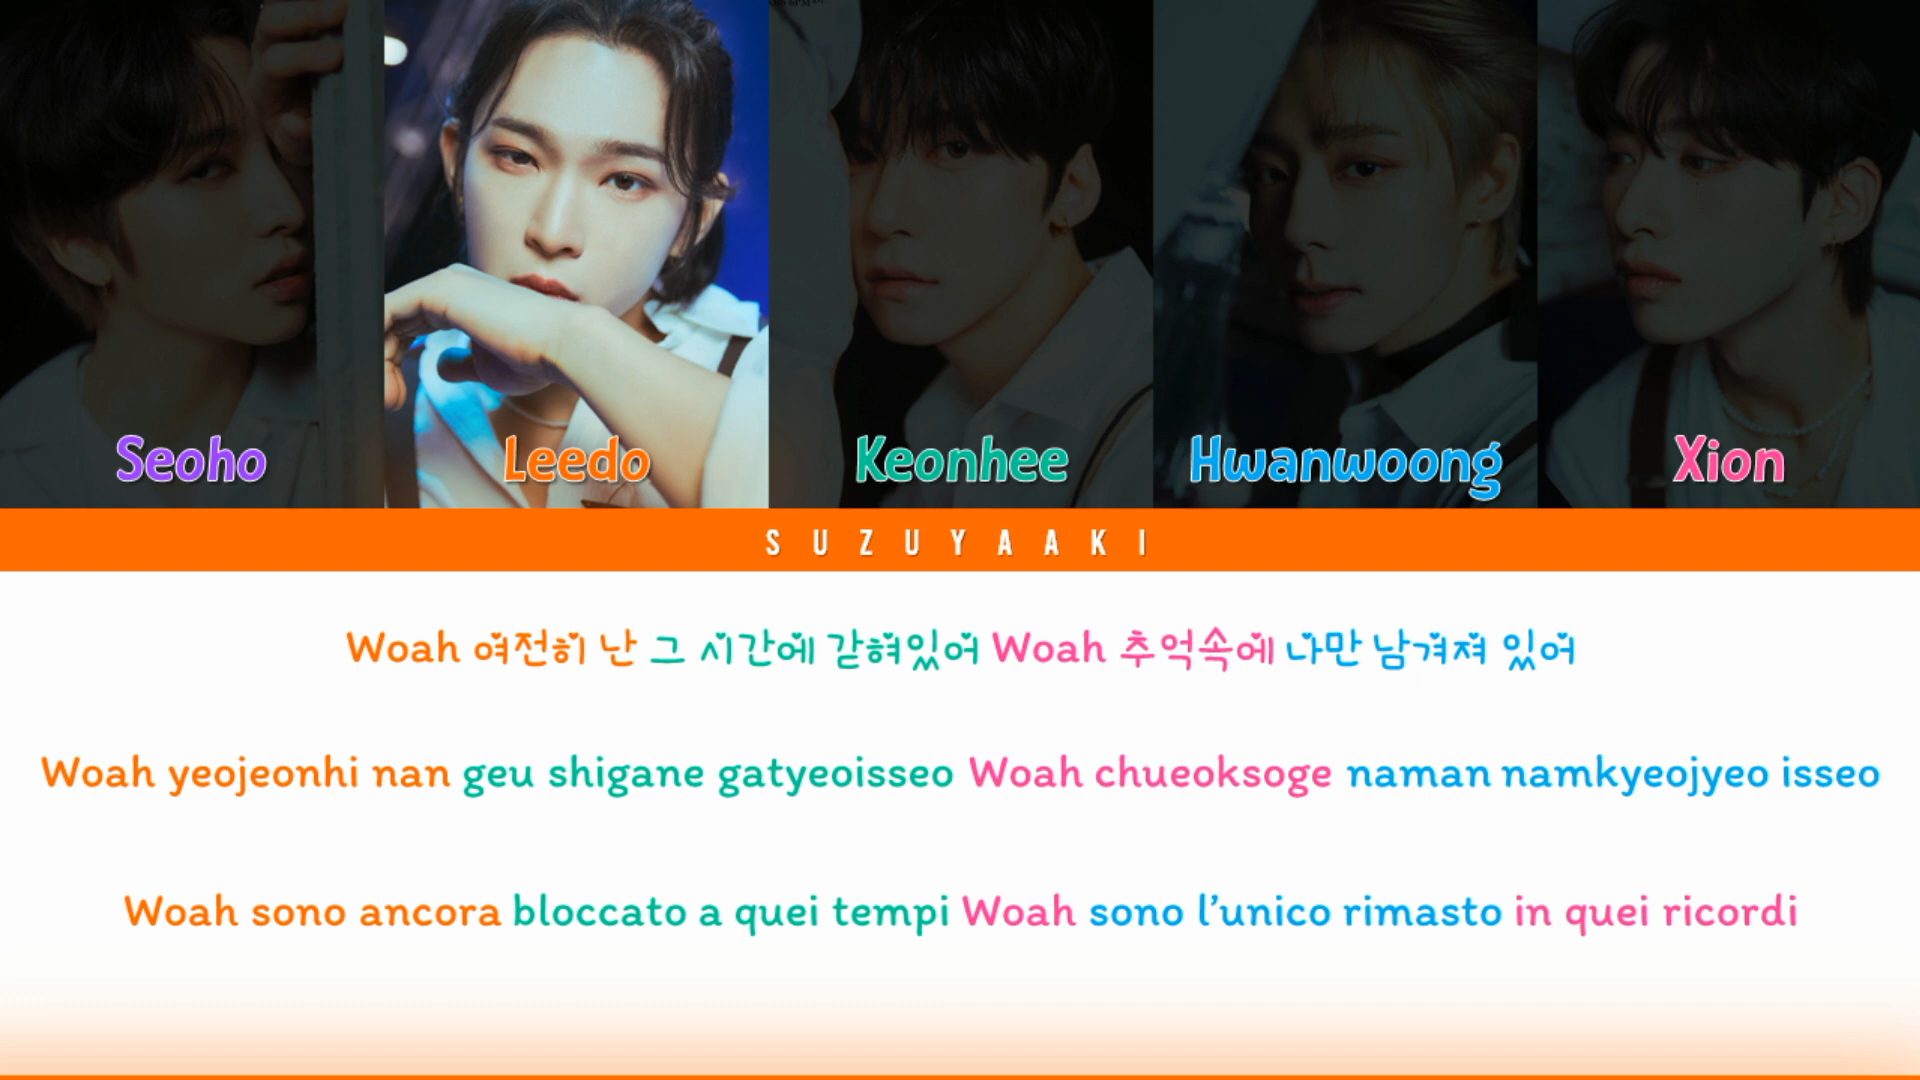 Seoho Leedo Keonhee Hwanwoong Xion
SUZUYAAKI
Woah 여전히 난 그 시간에 갇혀있어 Woah 추억속에 나만 남겨져 있어
Woah yeojeonhi nan geu shigane gatyeoisseo Woah chueoksoge naman namkyeojyeo isseo
Woah sono ancora bloccato a quei tempi Woah sono l’unico rimasto in quei ricordi